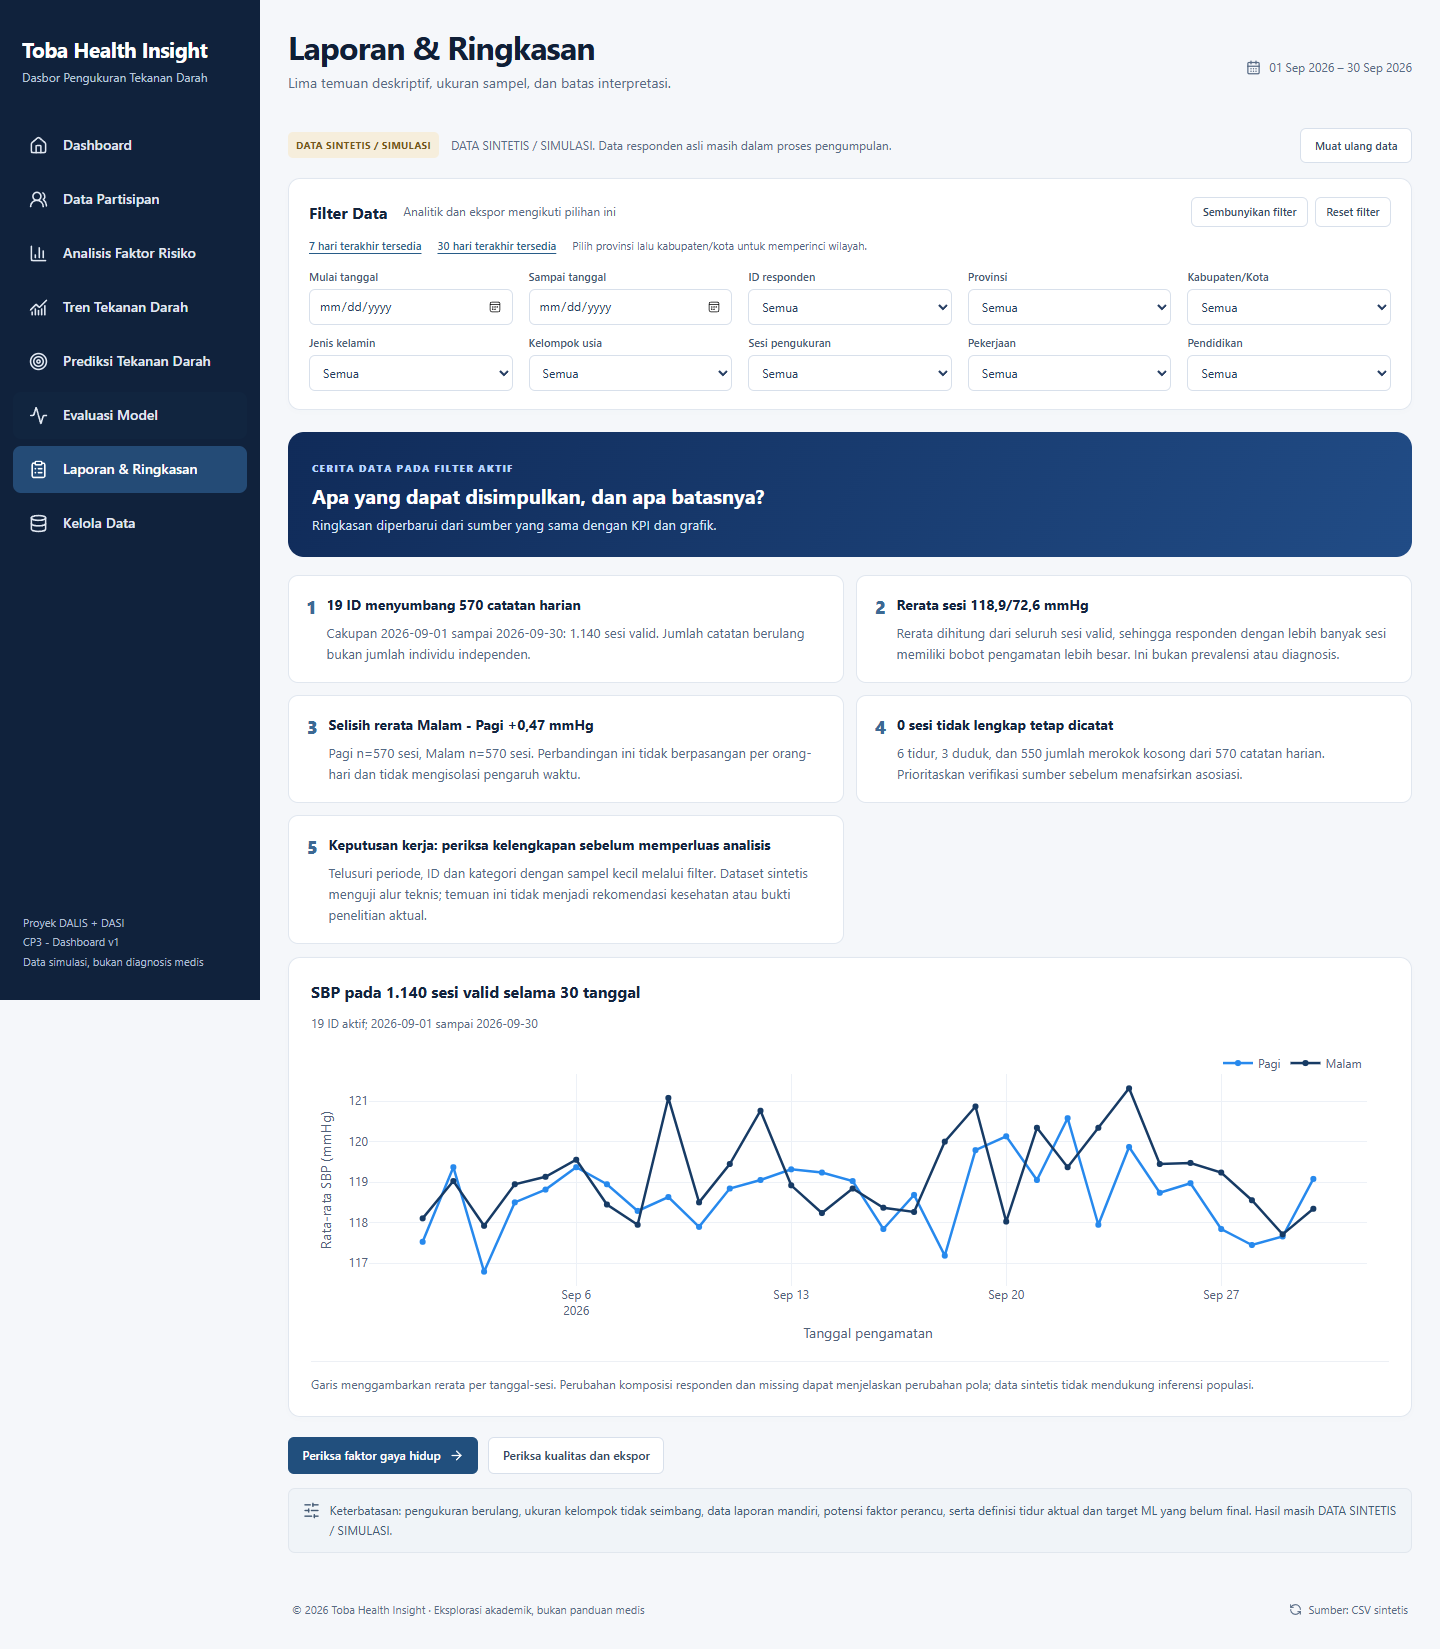 Toba Health Insight
Dasbor Pengukuran Tekanan Darah
Dashboard
Data Partisipan
Analisis Faktor Risiko
Tren Tekanan Darah
Prediksi Tekanan Darah
Evaluasi Model
Laporan & Ringkasan
Kelola Data
Proyek DALIS + DASI
CP3 - Dashboard v1
Data simulasi, bukan diagnosis medis
Laporan & Ringkasan
Lima temuan deskriptif, ukuran sampel, dan batas interpretasi.
01 Sep 2026 – 30 Sep 2026
DATA SINTETIS / SIMULASI
DATA SINTETIS / SIMULASI. Data responden asli masih dalam proses pengumpulan.
Muat ulang data
Filter Data
Analitik dan ekspor mengikuti pilihan ini
Sembunyikan filter
Reset filter
7 hari terakhir tersedia
30 hari terakhir tersedia
Pilih provinsi lalu kabupaten/kota untuk memperinci wilayah.
Mulai tanggal
Sampai tanggal
ID responden
Provinsi
Kabupaten/Kota
mm/dd/yyyy
mm/dd/yyyy
Semua
Semua
Semua
Jenis kelamin
Kelompok usia
Sesi pengukuran
Pekerjaan
Pendidikan
Semua
Semua
Semua
Semua
Semua
CERITA DATA PADA FILTER AKTIF
Apa yang dapat disimpulkan, dan apa batasnya?
Ringkasan diperbarui dari sumber yang sama dengan KPI dan grafik.
1 19 ID menyumbang 570 catatan harian
Cakupan 2026-09-01 sampai 2026-09-30: 1.140 sesi valid. Jumlah catatan berulang
bukan jumlah individu independen.
2 Rerata sesi 118,9/72,6 mmHg
Rerata dihitung dari seluruh sesi valid, sehingga responden dengan lebih banyak sesi
memiliki bobot pengamatan lebih besar. Ini bukan prevalensi atau diagnosis.
3 Selisih rerata Malam - Pagi +0,47 mmHg
Pagi n=570 sesi, Malam n=570 sesi. Perbandingan ini tidak berpasangan per orang-
hari dan tidak mengisolasi pengaruh waktu.
4 0 sesi tidak lengkap tetap dicatat
6 tidur, 3 duduk, dan 550 jumlah merokok kosong dari 570 catatan harian.
Prioritaskan verifikasi sumber sebelum menafsirkan asosiasi.
5 Keputusan kerja: periksa kelengkapan sebelum memperluas analisis
Telusuri periode, ID dan kategori dengan sampel kecil melalui filter. Dataset sintetis
menguji alur teknis; temuan ini tidak menjadi rekomendasi kesehatan atau bukti
penelitian aktual.
SBP pada 1.140 sesi valid selama 30 tanggal
19 ID aktif; 2026-09-01 sampai 2026-09-30
Pagi
Malam
Rata-rata SBP (mmHg)
121
120
119
118
117
Sep 6
2026
Sep 13
Sep 20
Sep 27
Tanggal pengamatan
Garis menggambarkan rerata per tanggal-sesi. Perubahan komposisi responden dan missing dapat menjelaskan perubahan pola; data sintetis tidak mendukung inferensi populasi.
Periksa faktor gaya hidup →
Periksa kualitas dan ekspor
Keterbatasan: pengukuran berulang, ukuran kelompok tidak seimbang, data laporan mandiri, potensi faktor perancu, serta definisi tidur aktual dan target ML yang belum final. Hasil masih DATA SINTETIS
/ SIMULASI.
© 2026 Toba Health Insight · Eksplorasi akademik, bukan panduan medis
Sumber: CSV sintetis